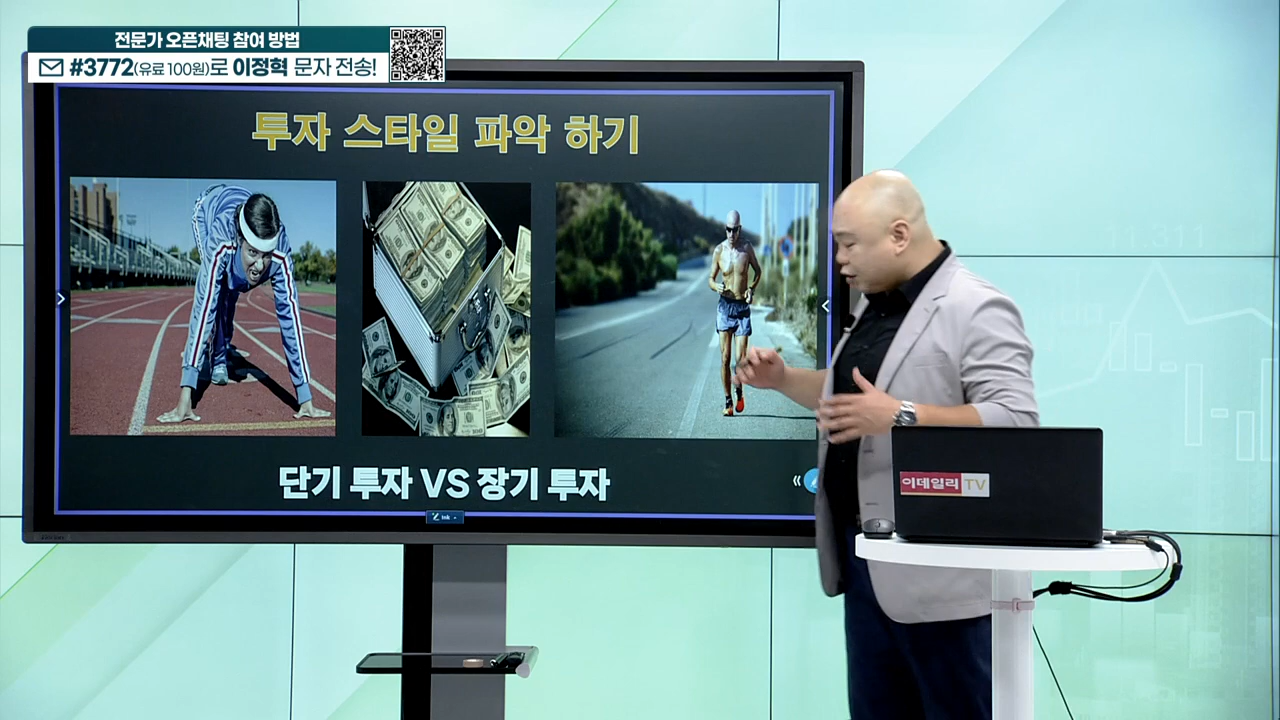 전문가 오픈채팅 참여 방법
#3772(유료 100원)로 이정혁 문자 전송!
투자 스타일 파악 하기
단기 투자 VS 장기 투자
Ink
이데일리 TV